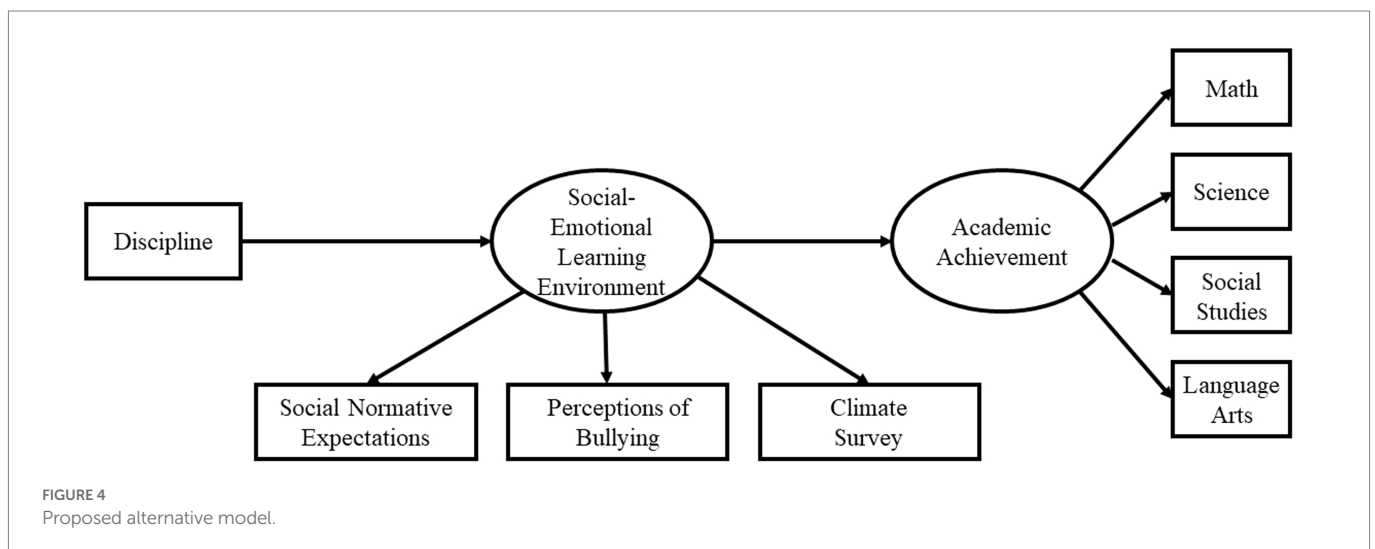 Discipline
Social-
Emotional
Learning
Environment
Social Normative
Expectations
Perceptions of
Bullying
Climate
Survey
Academic
Achievement
Math
Science
Social
Studies
Language
Arts
FIGURE 4
Proposed alternative model.